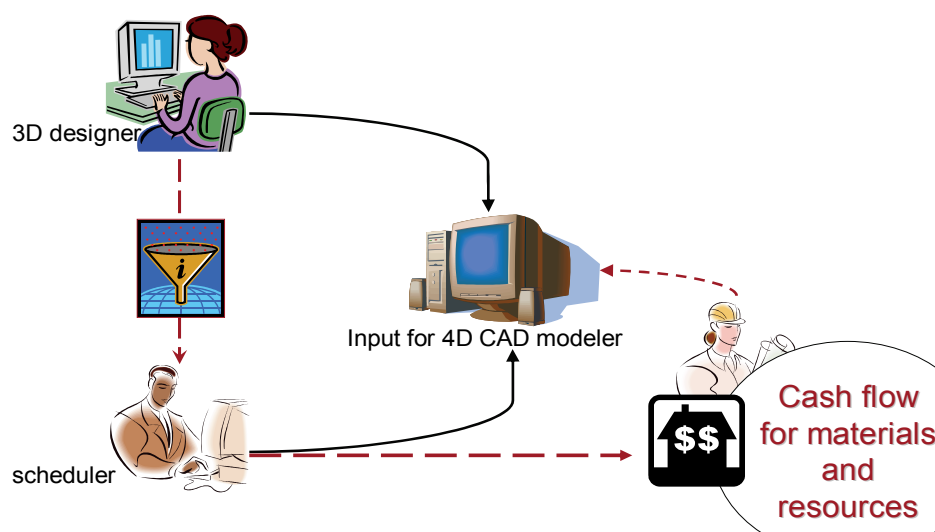 3D designer
i
Input for 4D CAD modeler
$$
Cash flow
for materials
and
resources
scheduler